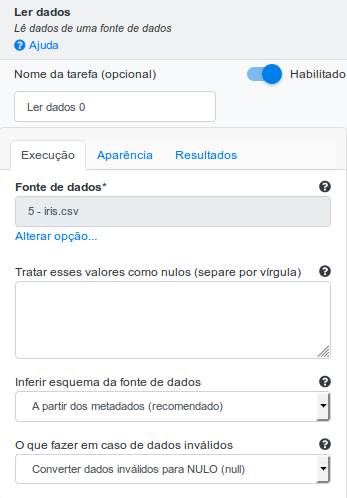 Ler dados
Lê dados de uma fonte de dados
? Ajuda
Nome da tarefa (opcional)
Habilitado
Ler dados 0
Execução Aparência Resultados
Fonte de dados* ?
5 - iris.csv
Alterar opção...
Tratar esses valores como nulos (separe por vírgula) ?
Inferir esquema da fonte de dados ?
A partir dos metadados (recomendado)
O que fazer em caso de dados inválidos ?
Converter dados inválidos para NULO (null)